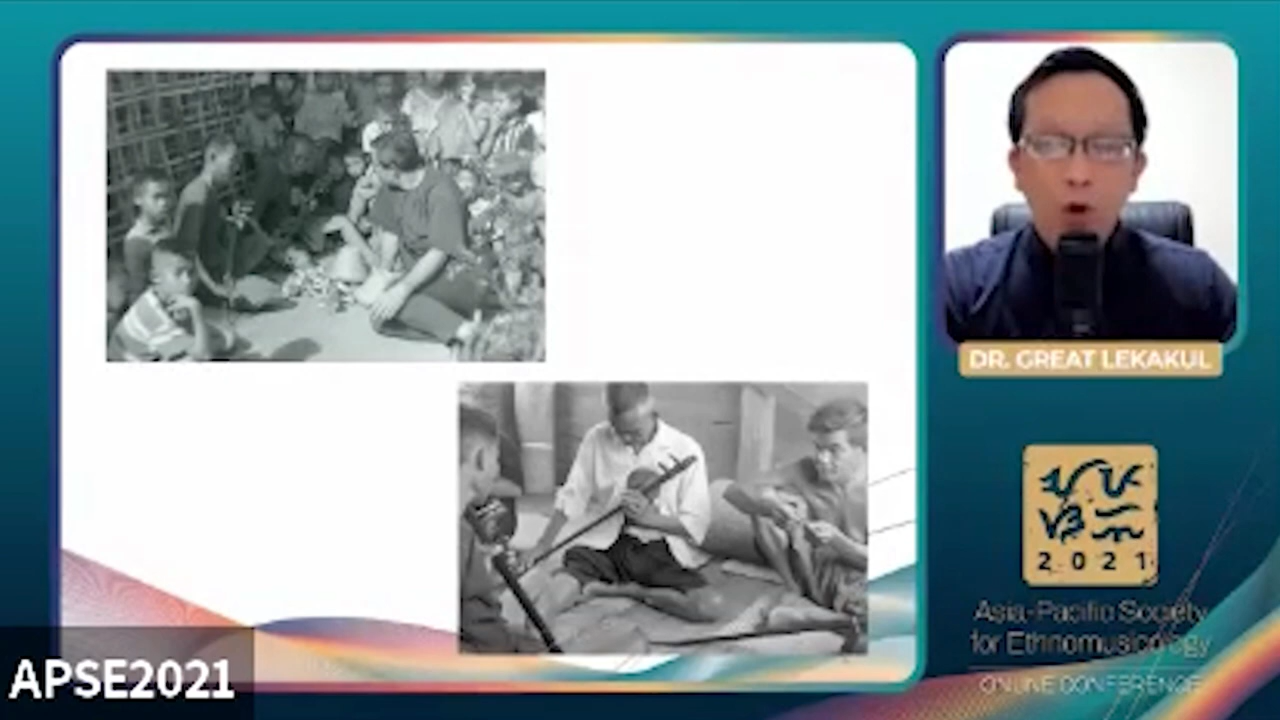 DR. GREAT LEKAKUL
2021
Asia-Pacific Society
for Ethnomusicology
ONLINE CONFERENCE
APSE2021